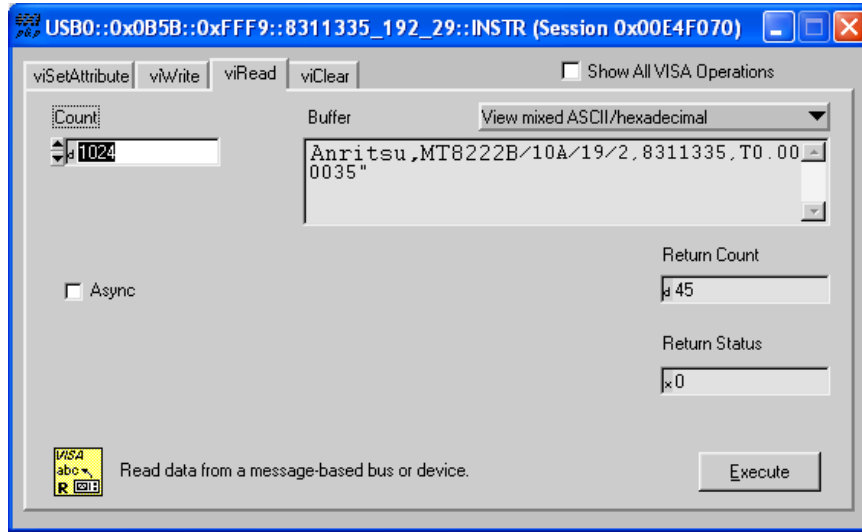 USB0::0x0B5B::0xFFF9::8311335_192_29::INSTR (Session 0x00E4F070)
viSetAttribute viWrite viRead viClear
Show All VISA Operations
Count
Buffer
View mixed ASCII/hexadecimal
d 1024
Anritsu,MT8222B/10A/19/2,8311335,T0.00
0035"
Return Count
d 45
Async
Return Status
x 0
VISA
abc
R
Read data from a message-based bus or device.
Execute